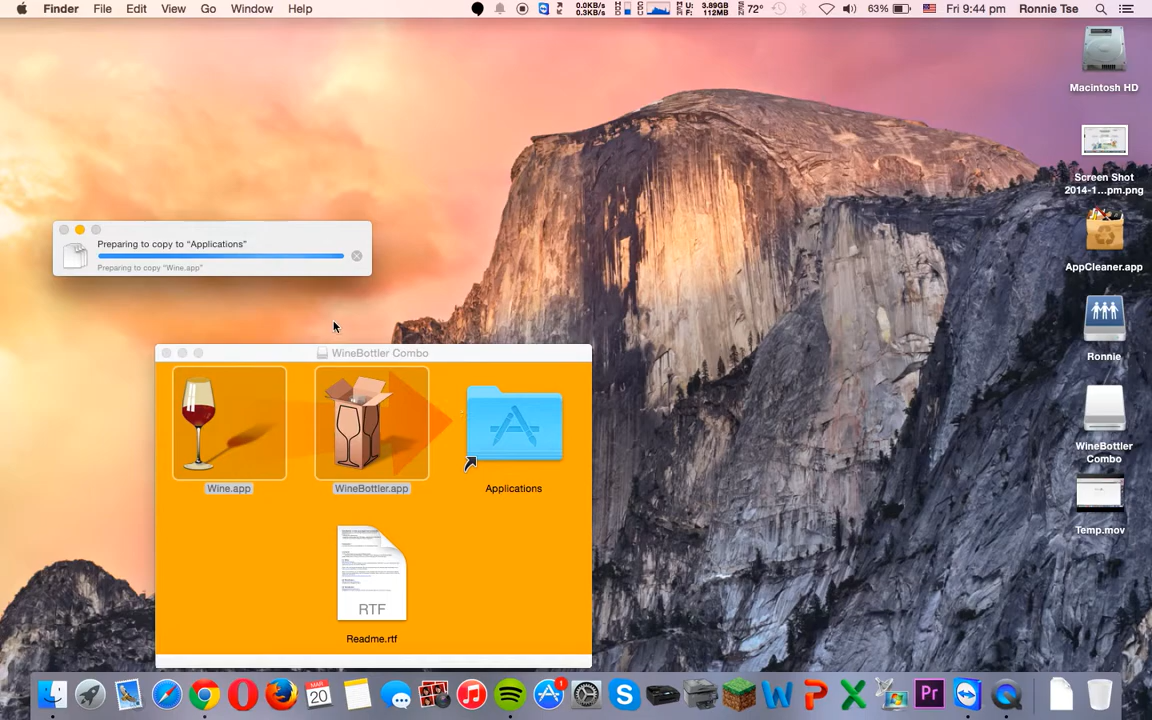 Finder File Edit View Go Window Help
0.0KB/s
0.3KB/s
U: 3.89GB
F: 112MB
72°
63%
Fri 9:44 pm Ronnie Tse
Macintosh HD
Screen Shot
2014-1...pm.png
AppCleaner.app
Ronnie
WineBottler
Combo
Temp.mov
Preparing to copy to “Applications”
Preparing to copy “Wine.app”
WineBottler Combo
Wine.app
WineBottler.app
Applications
RTF
Readme.rtf
MAR
20
1
Pr